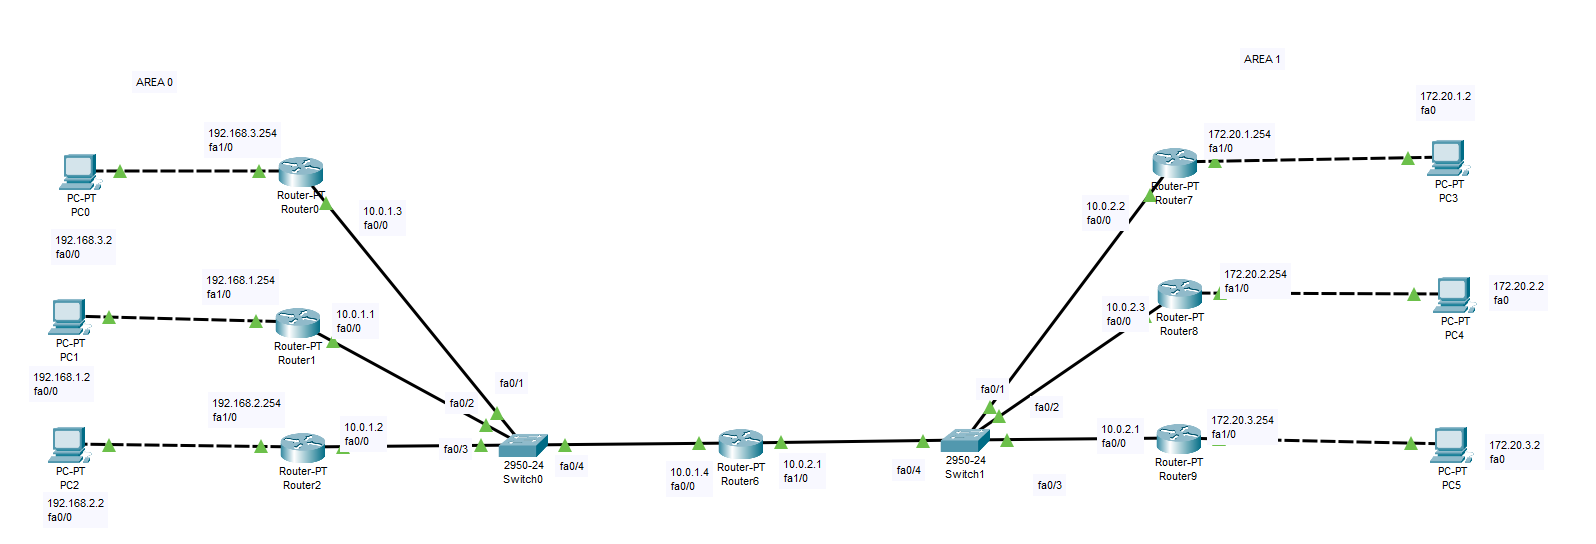 AREA 0
AREA 1
172.20.1.2
fa0
192.168.3.254
fa1/0
172.20.1.254
fa1/0
PC-PT
PC0
Router-PT
Router0
10.0.1.3
fa0/0
Router-PT
Router7
10.0.2.2
fa0/0
PC-PT
PC3
192.168.3.2
fa0/0
192.168.1.254
fa1/0
10.0.1.1
fa0/0
172.20.2.254
fa1/0
172.20.2.2
fa0
10.0.2.3
fa0/0
Router-PT
Router8
PC-PT
PC4
PC-PT
PC1
Router-PT
Router1
192.168.1.2
fa0/0
fa0/1
fa0/2
fa0/1
fa0/2
192.168.2.254
fa1/0
10.0.1.2
fa0/0
fa0/3
10.0.2.1
fa0/0
172.20.3.254
fa1/0
172.20.3.2
fa0
PC-PT
PC2
Router-PT
Router2
2950-24
Switch0
fa0/4
10.0.1.4
fa0/0
Router-PT
Router6
10.0.2.1
fa1/0
fa0/4
2950-24
Switch1
fa0/3
Router-PT
Router9
PC-PT
PC5
192.168.2.2
fa0/0